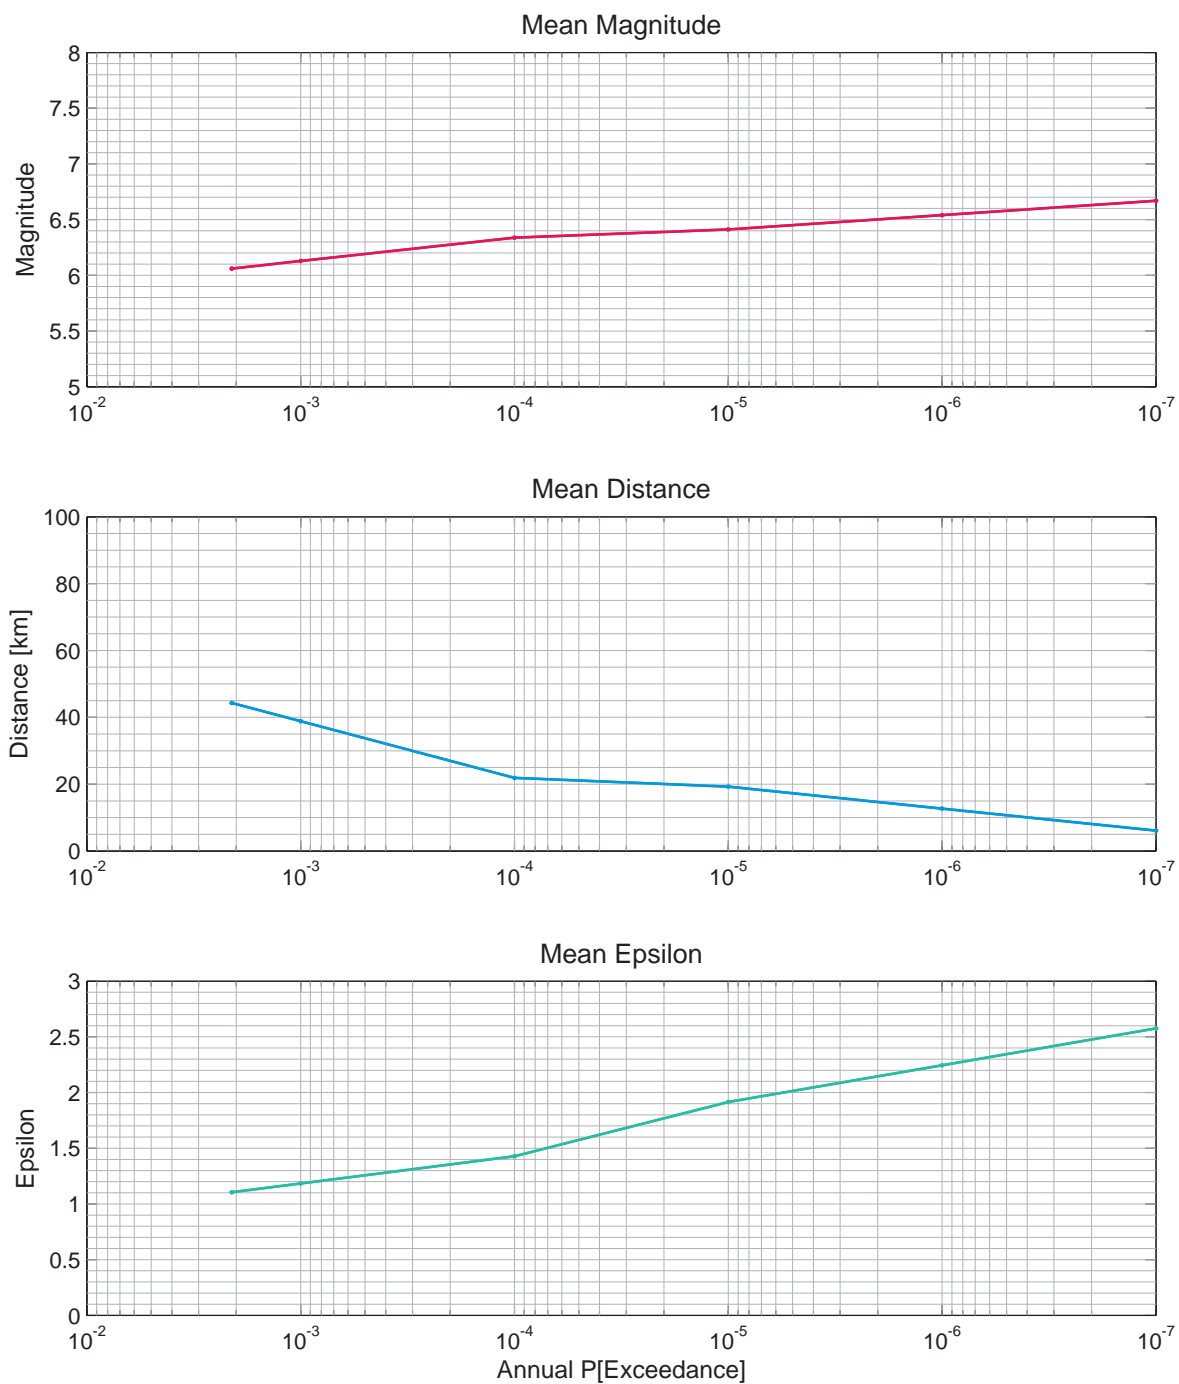 Mean Magnitude
8
7.5
7
6.5
6
5.5
5
Magnitude
10^-2 10^-3 10^-4 10^-5 10^-6 10^-7
Mean Distance
100
80
60
40
20
0
Distance [km]
10^-2 10^-3 10^-4 10^-5 10^-6 10^-7
Mean Epsilon
3
2.5
2
1.5
1
0.5
0
Epsilon
10^-2 10^-3 10^-4 10^-5 10^-6 10^-7
Annual P[Exceedance]